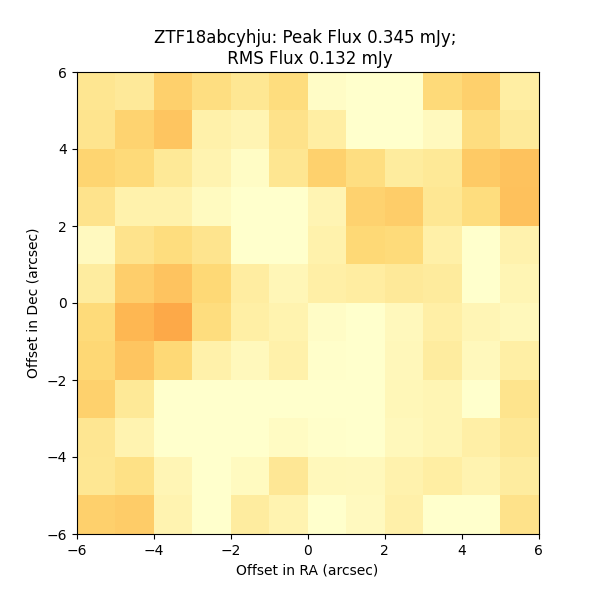 ZTF18abcyhju: Peak Flux 0.345 mJy;
RMS Flux 0.132 mJy
6
4
2
0
−2
−4
−6
Offset in Dec (arcsec)
−6 −4 −2 0 2 4 6
Offset in RA (arcsec)